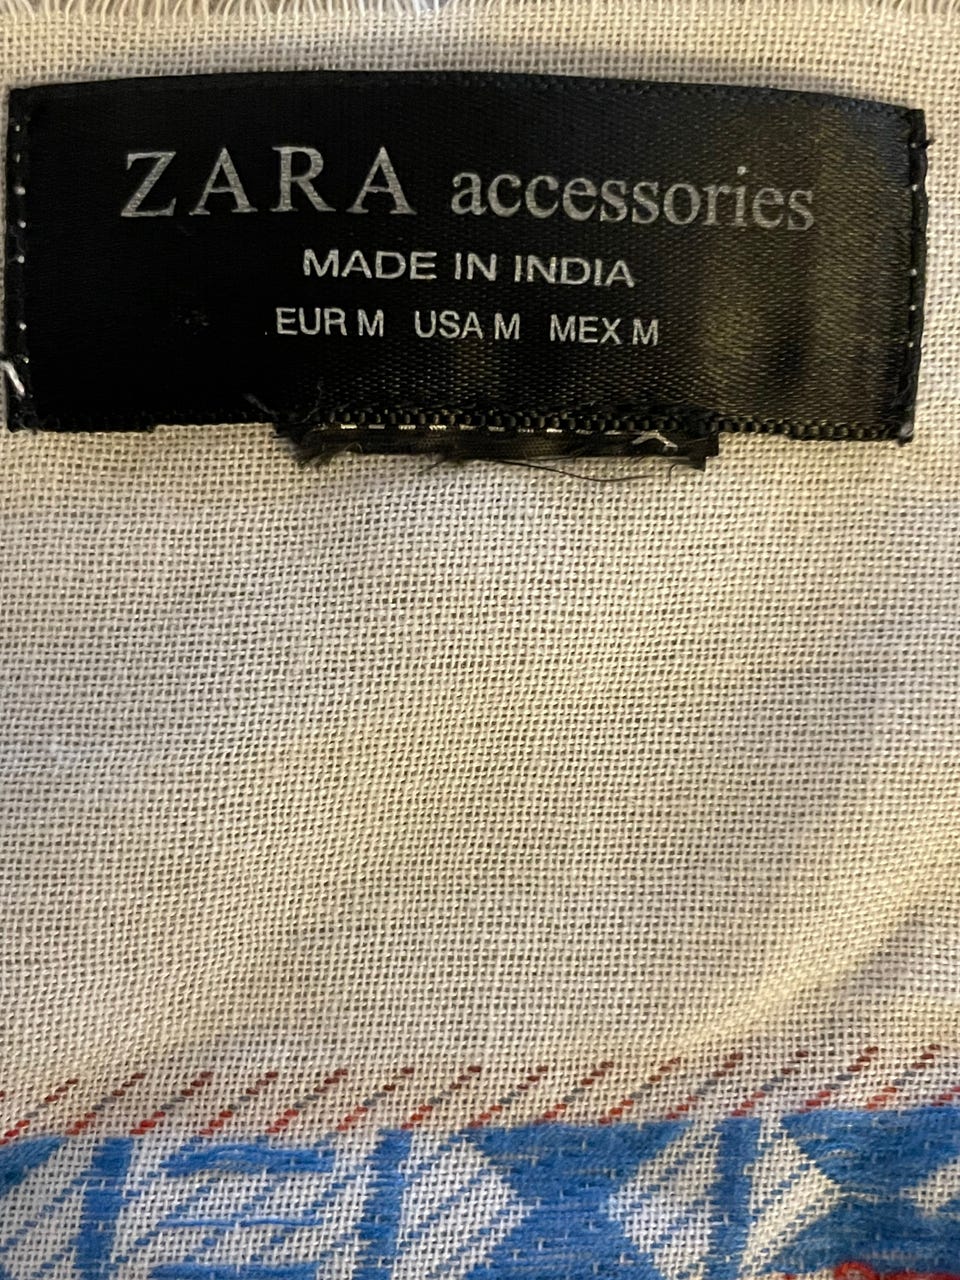 ZARA accessories
MADE IN INDIA
EUR M USA M MEX M